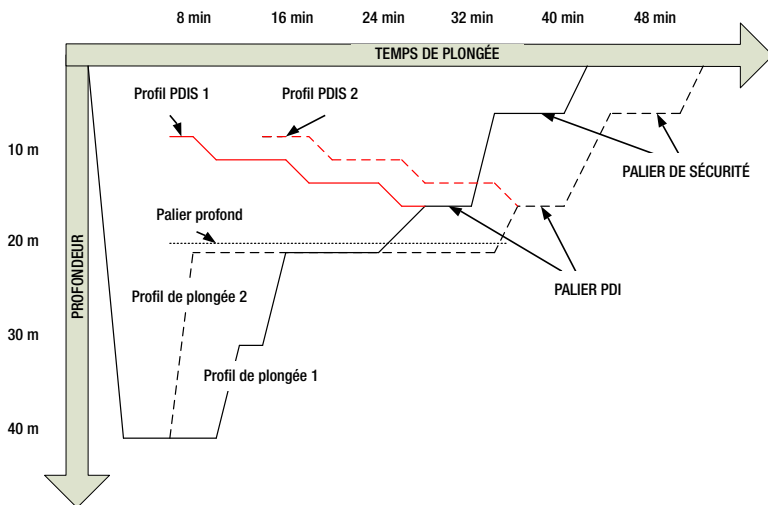 8 min 16 min 24 min 32 min 40 min 48 min
TEMPS DE PLONGÉE
Profil PDIS 1 Profil PDIS 2
10 m
PALIER DE SÉCURITÉ
Palier profond
20 m
PALIER PDI
Profil de plongée 2
PROFONDEUR
30 m
Profil de plongée 1
40 m